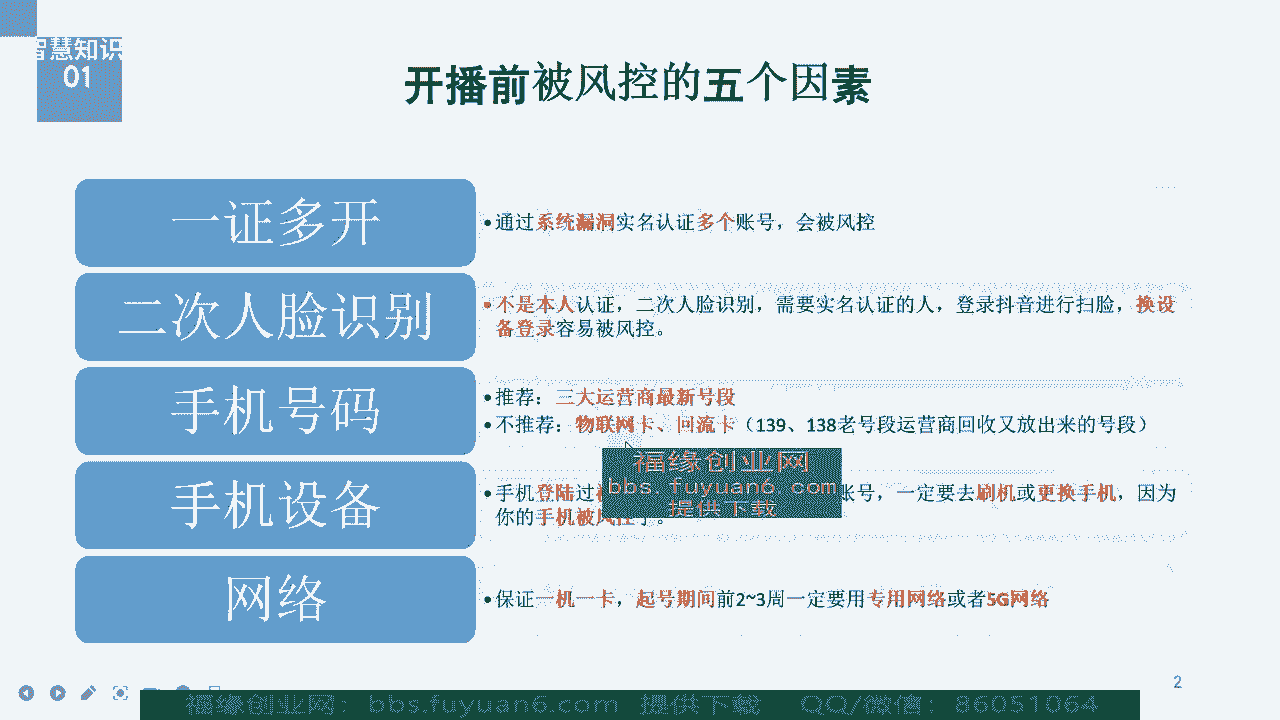 智慧知识
01
开播前被风控的五个因素
一证多开
•通过系统漏洞实名认证多个账号，会被风控
二次人脸识别
•不是本人认证，二次人脸识别，需要实名认证的人，登录抖音进行扫脸，换设
备登录容易被风控。
手机号码
•推荐：三大运营商最新号段
•不推荐：物联网卡、回流卡（139、138老号段运营商回收又放出来的号段）
福缘创业网
bbs.fuyuan6.com
提供下载
手机设备
•手机登陆过 账号，一定要去刷机或更换手机，因为
你的手机被风控了。
网络
•保证一机一卡，起号期间前2~3周一定要用专用网络或者5G网络
2
福缘创业网：bbs.fuyuan6.com 提供下载 QQ/微信：86051064